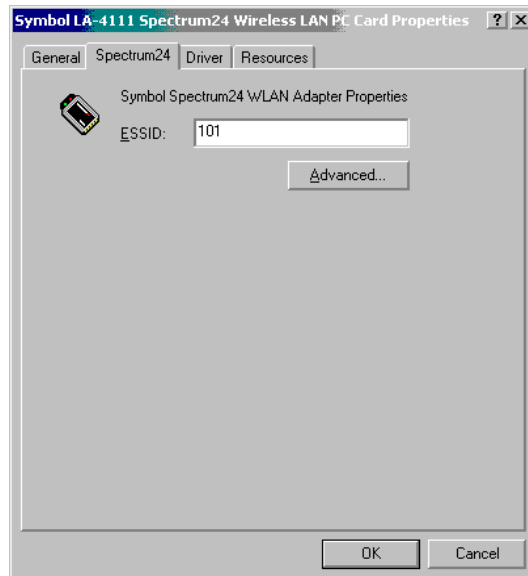 Symbol LA-4111 Spectrum24 Wireless LAN PC Card Properties ? X
General Spectrum24 Driver Resources
Symbol Spectrum24 WLAN Adapter Properties
ESSID: 101
Advanced...
OK Cancel